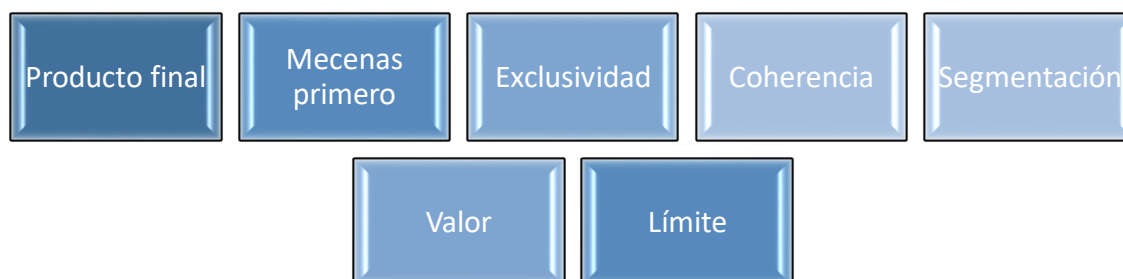 Producto final
Mecenas
primero
Exclusividad
Coherencia
Segmentación
Valor
Límite